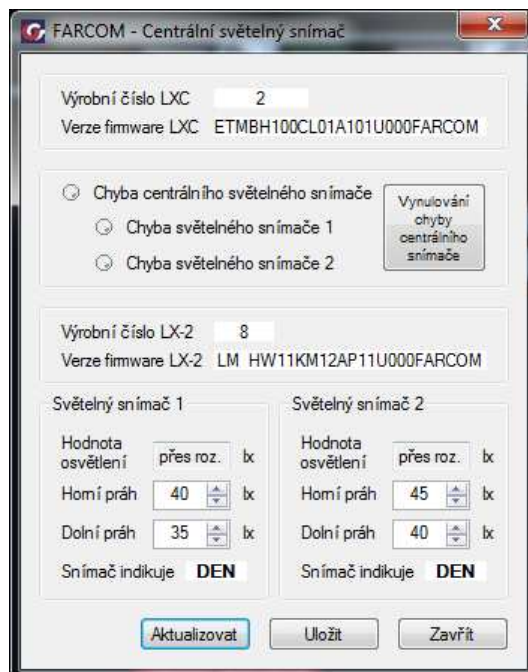 FARCOM - Centrální světelný snímač
Výrobní číslo LXC 2
Verze firmware LXC ETMBH100CL01A101U000FARCOM
Chyba centrálního světelného snímače
Chyba světelného snímače 1
Chyba světelného snímače 2
Vynulování
chyby
centrálního
snímače
Výrobní číslo LX-2 8
Verze firmware LX-2 LM HW11KM12AP11U000FARCOM
Světelný snímač 1
Hodnota
osvětlení přes roz. lx
Horní práh 40 lx
Dolní práh 35 lx
Snímač indikuje DEN
Světelný snímač 2
Hodnota
osvětlení přes roz. lx
Horní práh 45 lx
Dolní práh 40 lx
Snímač indikuje DEN
Aktualizovat Uložit Zavřít